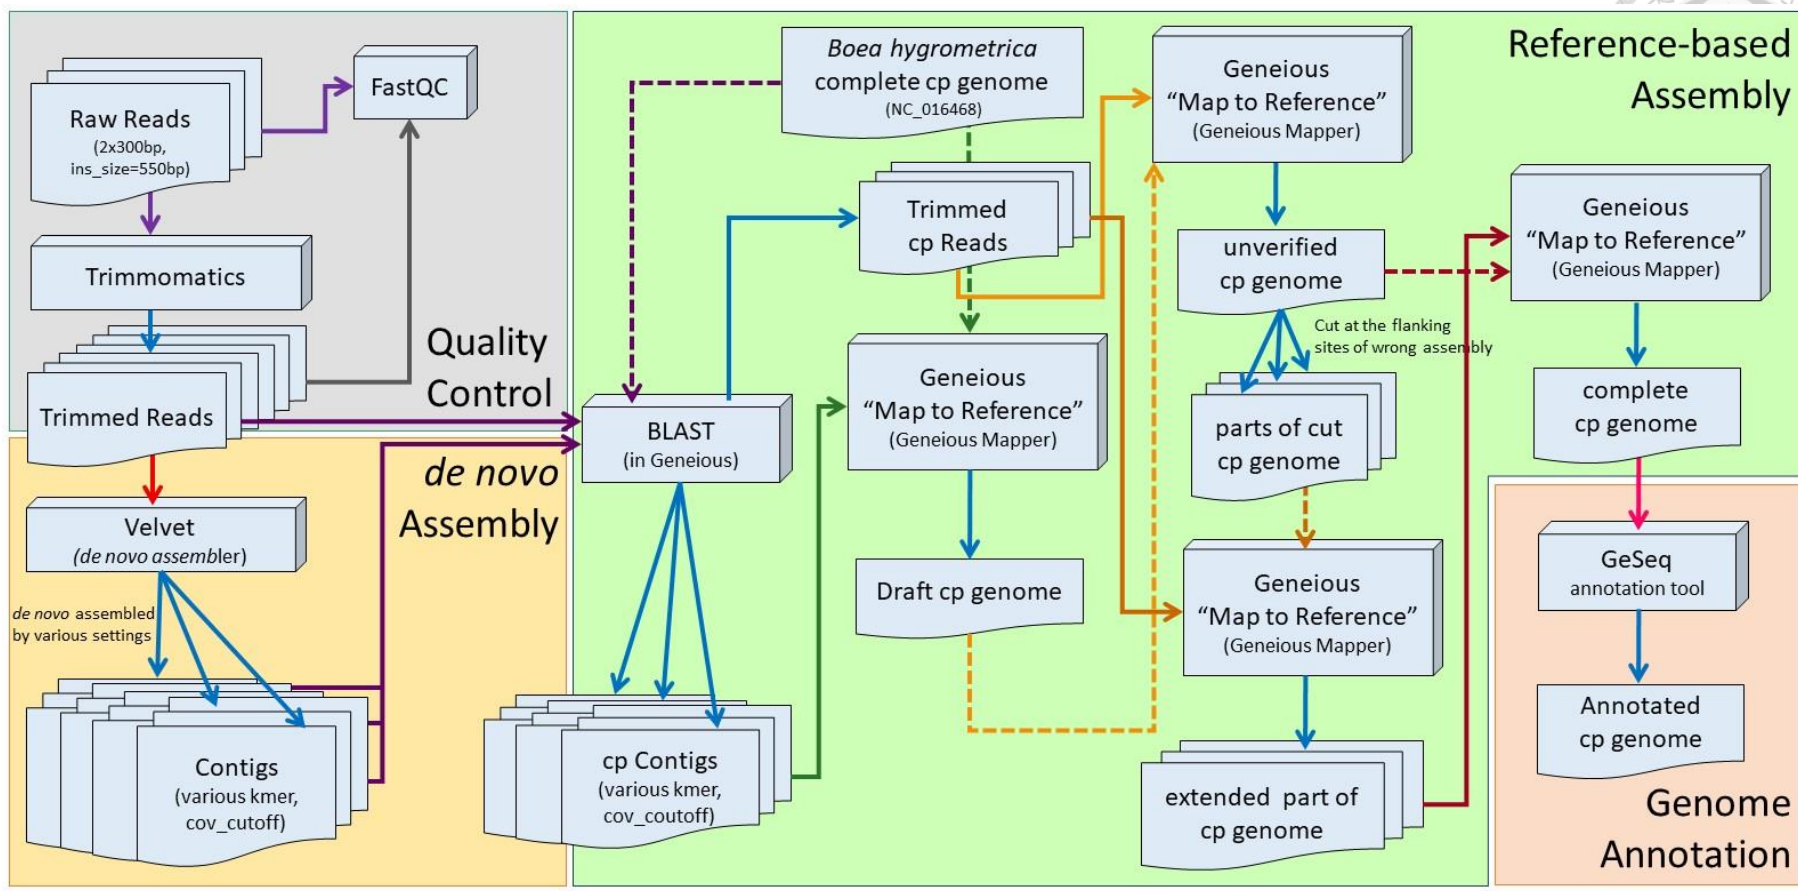 Raw Reads
(2x300bp,
ins_size=550bp)
FastQC
Trimmomatics
Trimmed Reads
Quality
Control
Velvet
(de novo assembler)
de novo
Assembly
de novo assembled
by various settings
Contigs
(various kmer,
cov_cutoff)
Reference-based
Assembly
Boea hygrometrica
complete cp genome
(NC_016468)
Trimmed
cp Reads
BLAST
(in Geneious)
cp Contigs
(various kmer,
cov_coutoff)
Geneious
“Map to Reference”
(Geneious Mapper)
Draft cp genome
Geneious
“Map to Reference”
(Geneious Mapper)
unverified
cp genome
Cut at the flanking
sites of wrong assembly
parts of cut
cp genome
Geneious
“Map to Reference”
(Geneious Mapper)
extended part of
cp genome
Geneious
“Map to Reference”
(Geneious Mapper)
complete
cp genome
GeSeq
annotation tool
Annotated
cp genome
Genome
Annotation